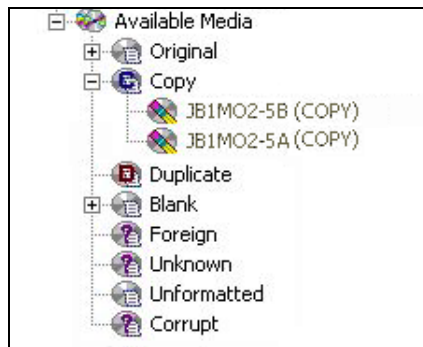 Available Media
Original
Copy
JB1MO2-5B (COPY)
JB1MO2-5A (COPY)
Duplicate
Blank
Foreign
Unknown
Unformatted
Corrupt